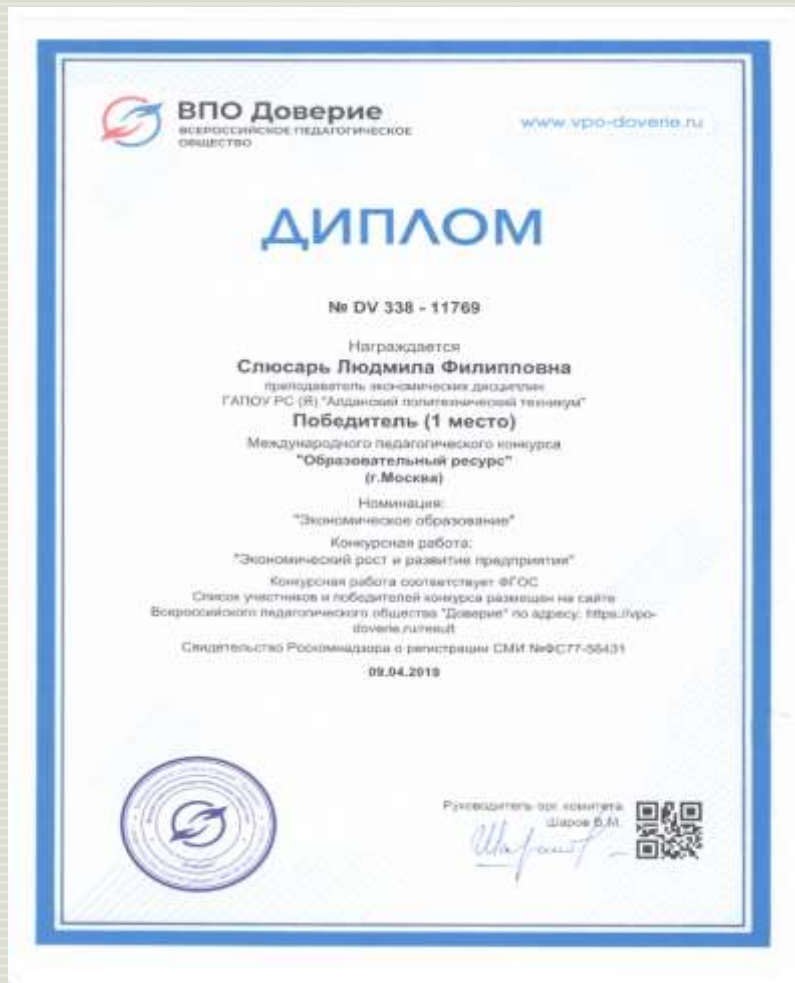 ВПО Доверие
ВСЕРОССИЙСКОЕ ПЕДАГОГИЧЕСКОЕ
ОБЩЕСТВО
www.vpo-doverie.ru
ДИПЛОМ
№ DV 338 - 11769
Награждается
Слюсарь Людмила Филипповна
преподаватель экономических дисциплин
ГАПОУ РС (Я) "Алданский политехнический техникум"
Победитель (1 место)
Международного педагогического конкурса
"Образовательный ресурс"
(г.Москва)
Номинация:
"Экономическое образование"
Конкурсная работа:
"Экономический рост и развитие предприятия"
Конкурсная работа соответствует ФГОС
Список участников и победителей конкурса размещен на сайте
Всероссийского педагогического общества "Доверие" по адресу: https://vpo-
doverie.ru/result
Свидетельство Роскомнадзора о регистрации СМИ №ФС77-56431
09.04.2019
Руководитель орг. комитета
Шаров В.М.